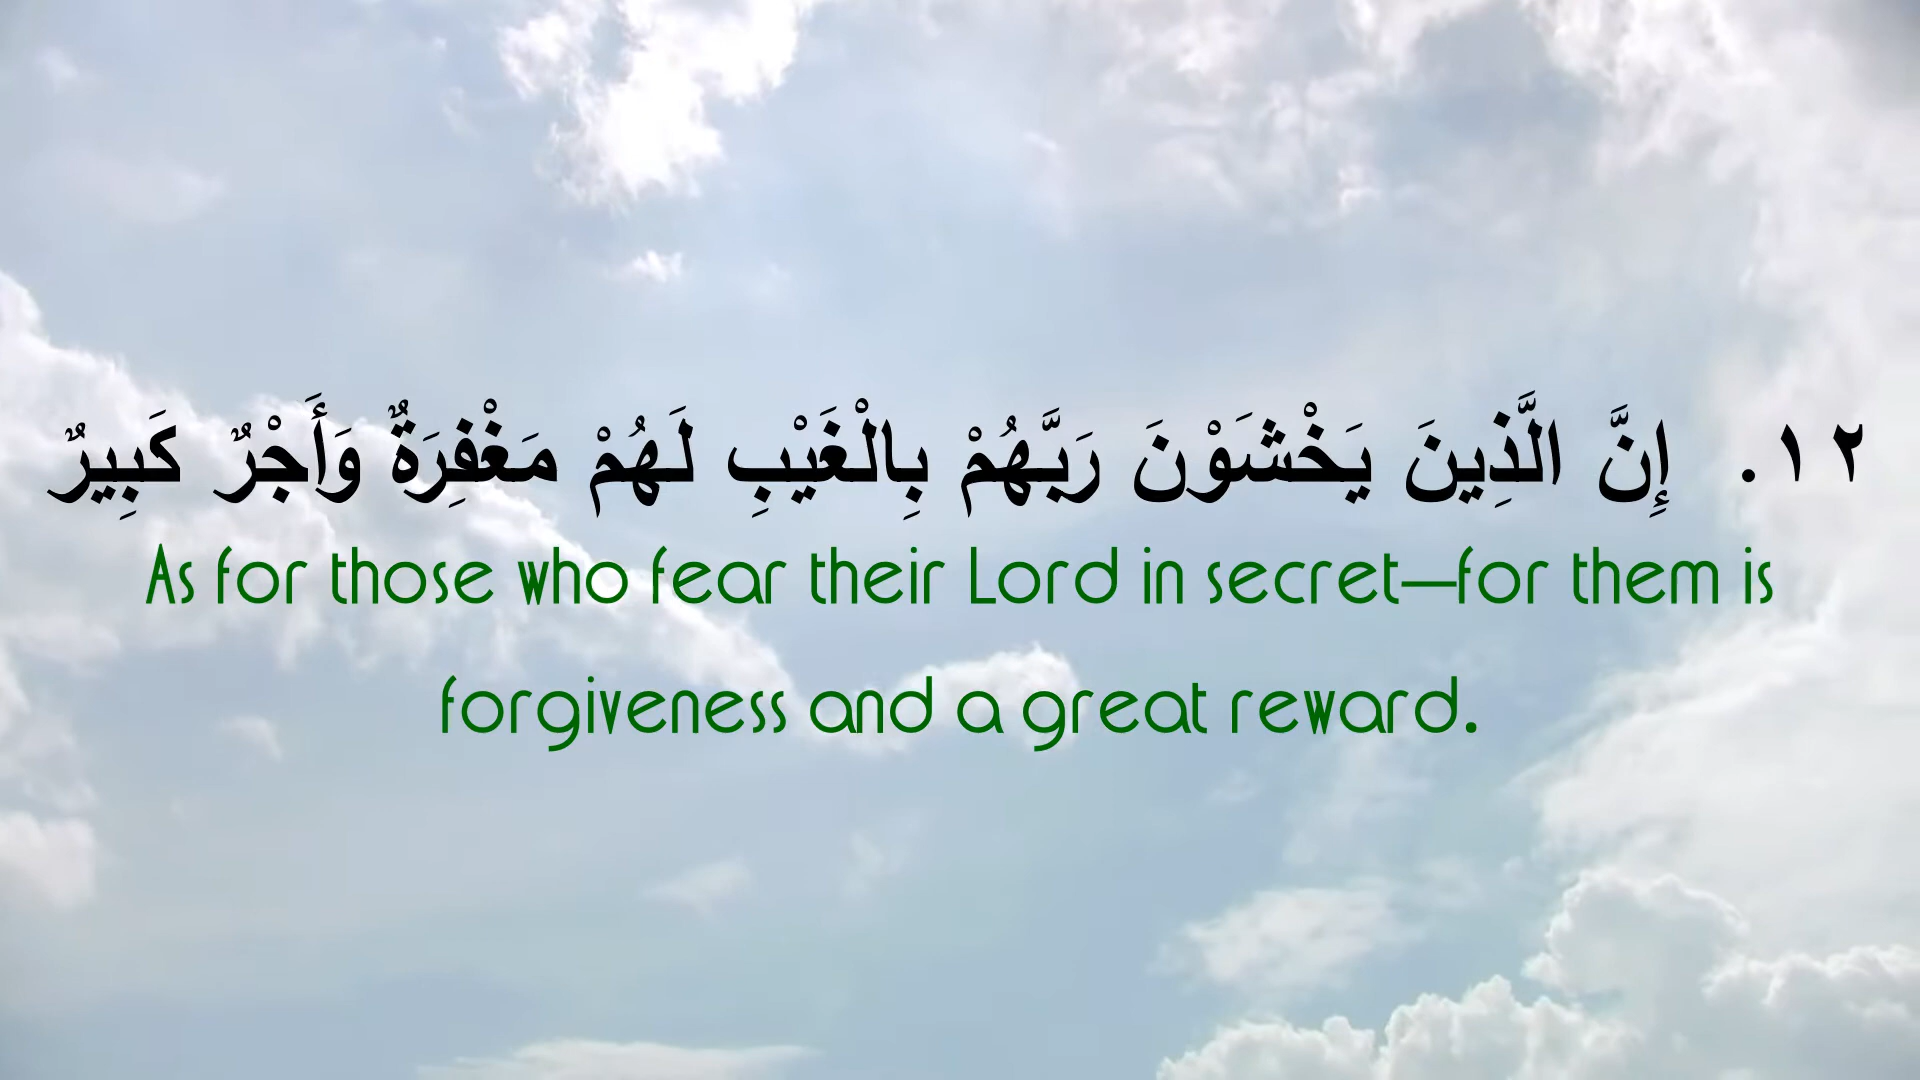 ١٢. إِنَّ الَّذِينَ يَخْشَوْنَ رَبَّهُمْ بِالْغَيْبِ لَهُمْ مَغْفِرَةٌ وَأَجْرٌ كَبِيرٌ
As for those who fear their Lord in secret—for them is
forgiveness and a great reward.